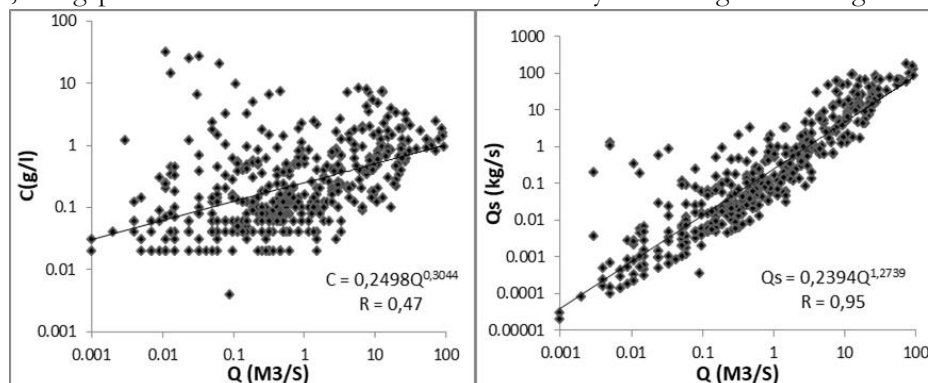 100
10
1
0.1
0.01
0.001
C(g/l)
0.001 0.01 0.1 1 10 100
Q (M3/S)
C = 0,2498Q^0,3044
R = 0,47
1000
100
10
1
0.1
0.01
0.001
0.0001
0.00001
Qs (kg/s)
0.001 0.01 0.1 1 10 100
Q (M3/S)
Qs = 0,2394Q^1,2739
R = 0,95